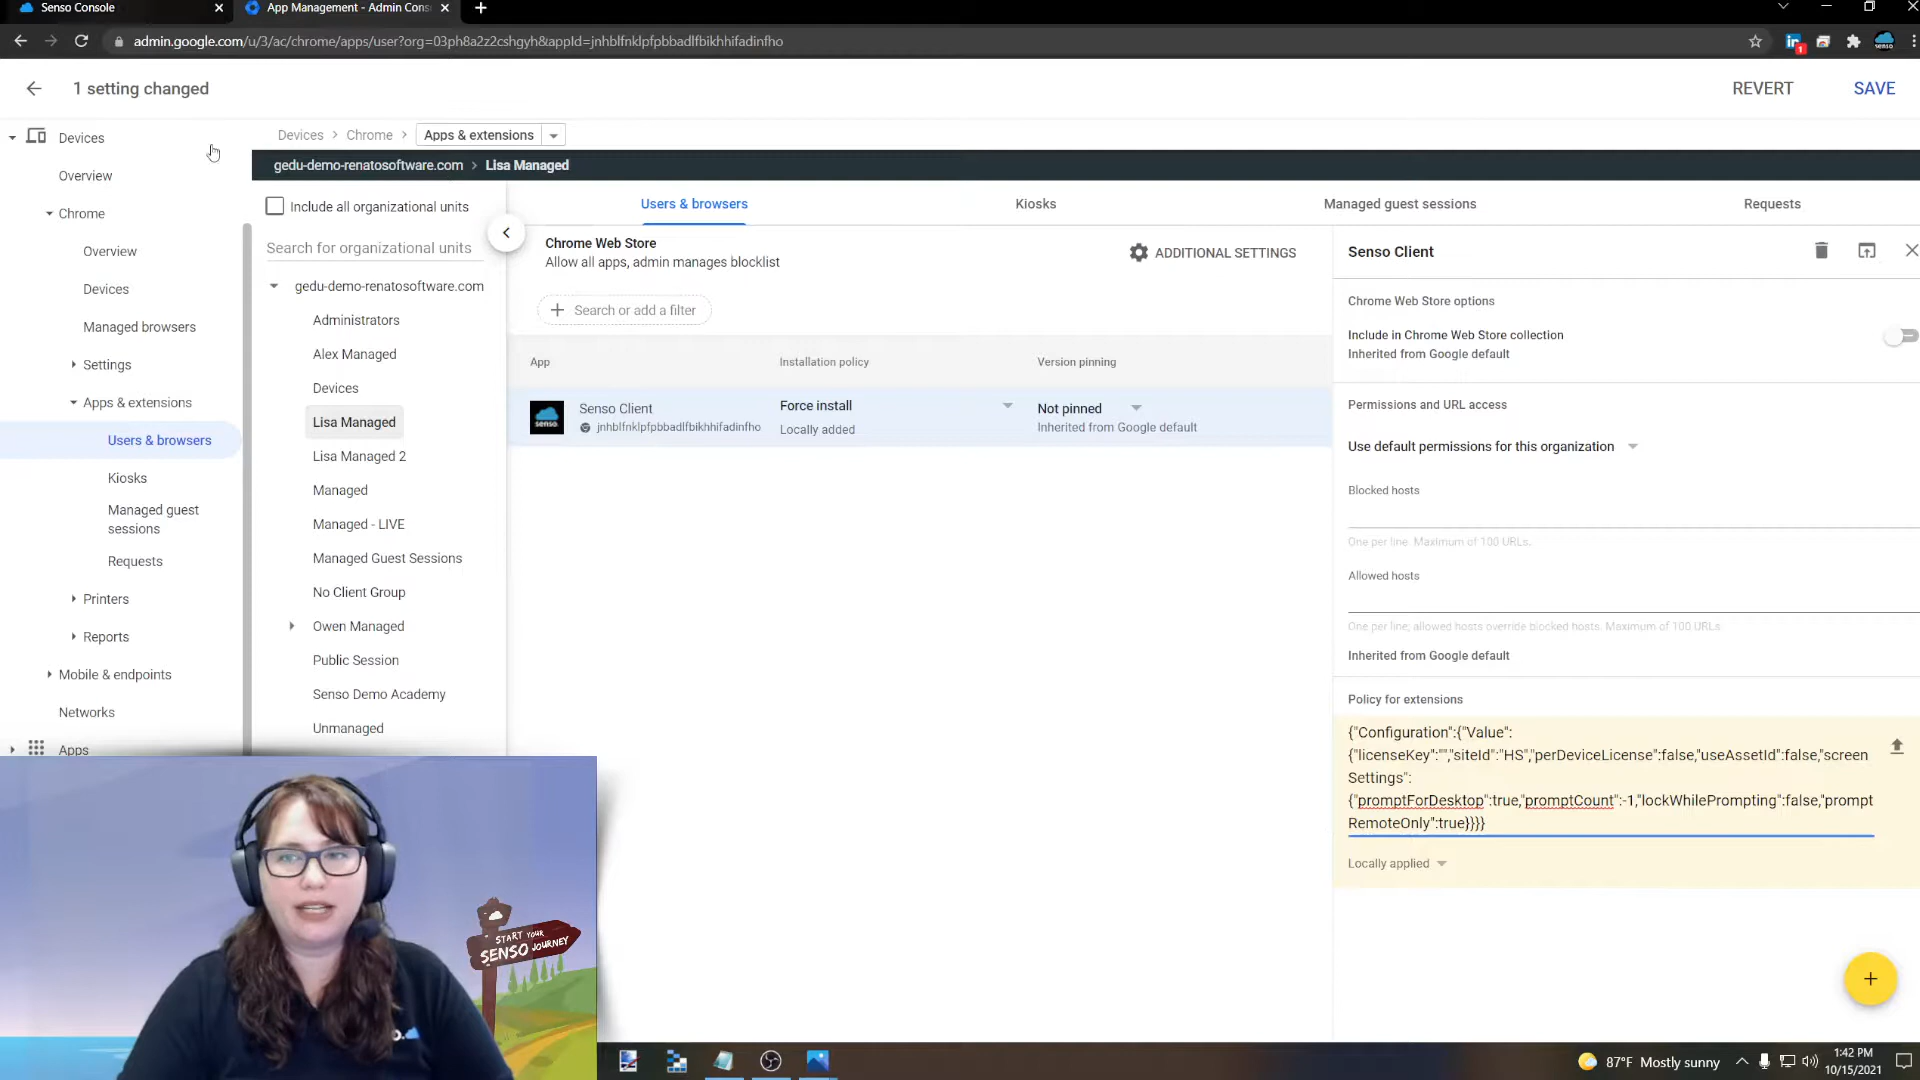 Senso Console
App Management - Admin Cons
admin.google.com/u/3/ac/chrome/apps/user?org=03ph8a2z2cshgyh&appId=jnhblfnklpfpbbadlfbikhhifadinfho
1
senso
1 setting changed
REVERT
SAVE
Devices
Overview
Chrome
Overview
Devices
Managed browsers
Settings
Apps & extensions
Users & browsers
Kiosks
Managed guest
sessions
Requests
Printers
Reports
Mobile & endpoints
Networks
Apps
Devices > Chrome > Apps & extensions
gedu-demo-renatosoftware.com > Lisa Managed
Include all organizational units
Search for organizational units
gedu-demo-renatosoftware.com
Administrators
Alex Managed
Devices
Lisa Managed
Lisa Managed 2
Managed
Managed - LIVE
Managed Guest Sessions
No Client Group
Owen Managed
Public Session
Senso Demo Academy
Unmanaged
Users & browsers
Kiosks
Managed guest sessions
Requests
Chrome Web Store
Allow all apps, admin manages blocklist
ADDITIONAL SETTINGS
+ Search or add a filter
App
Installation policy
Version pinning
senso.
Senso Client
jnhblfnklpfpbbadlfbikhhifadinfho
Force install
Locally added
Not pinned
Inherited from Google default
Senso Client
Chrome Web Store options
Include in Chrome Web Store collection
Inherited from Google default
Permissions and URL access
Use default permissions for this organization
Blocked hosts
One per line. Maximum of 100 URLs.
Allowed hosts
One per line; allowed hosts override blocked hosts. Maximum of 100 URLs.
Inherited from Google default
Policy for extensions
{"Configuration":{"Value":
{"licenseKey":"","siteId":"HS","perDeviceLicense":false,"useAssetId":false,"screen
Settings":
{"promptForDesktop":true,"promptCount":-1,"lockWhilePrompting":false,"prompt
RemoteOnly":true}}}}
Locally applied
+
START YOUR
SENSO JOURNEY
87°F Mostly sunny
1:42 PM
10/15/2021